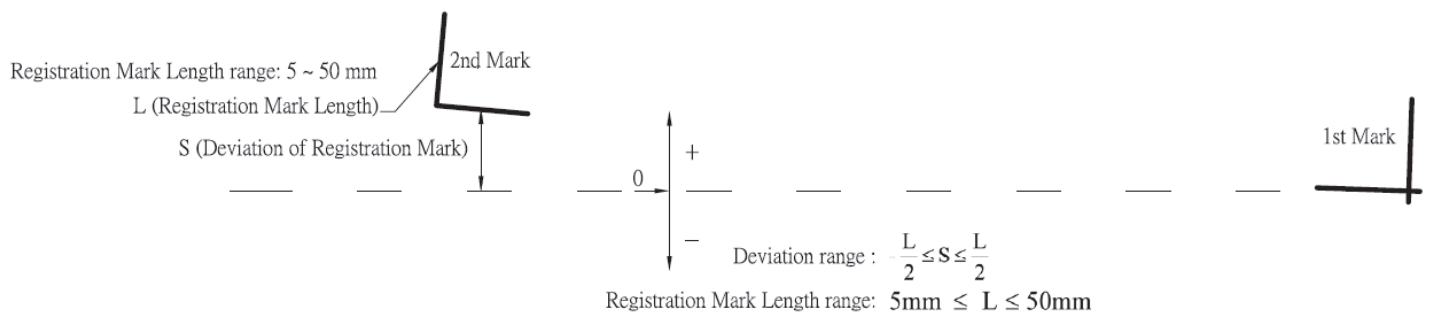 2nd Mark
Registration Mark Length range: 5 ~ 50 mm
L (Registration Mark Length)
S (Deviation of Registration Mark)
+
0
−
1st Mark
Deviation range : -L/2 ≤ S ≤ L/2
Registration Mark Length range: 5mm ≤ L ≤ 50mm